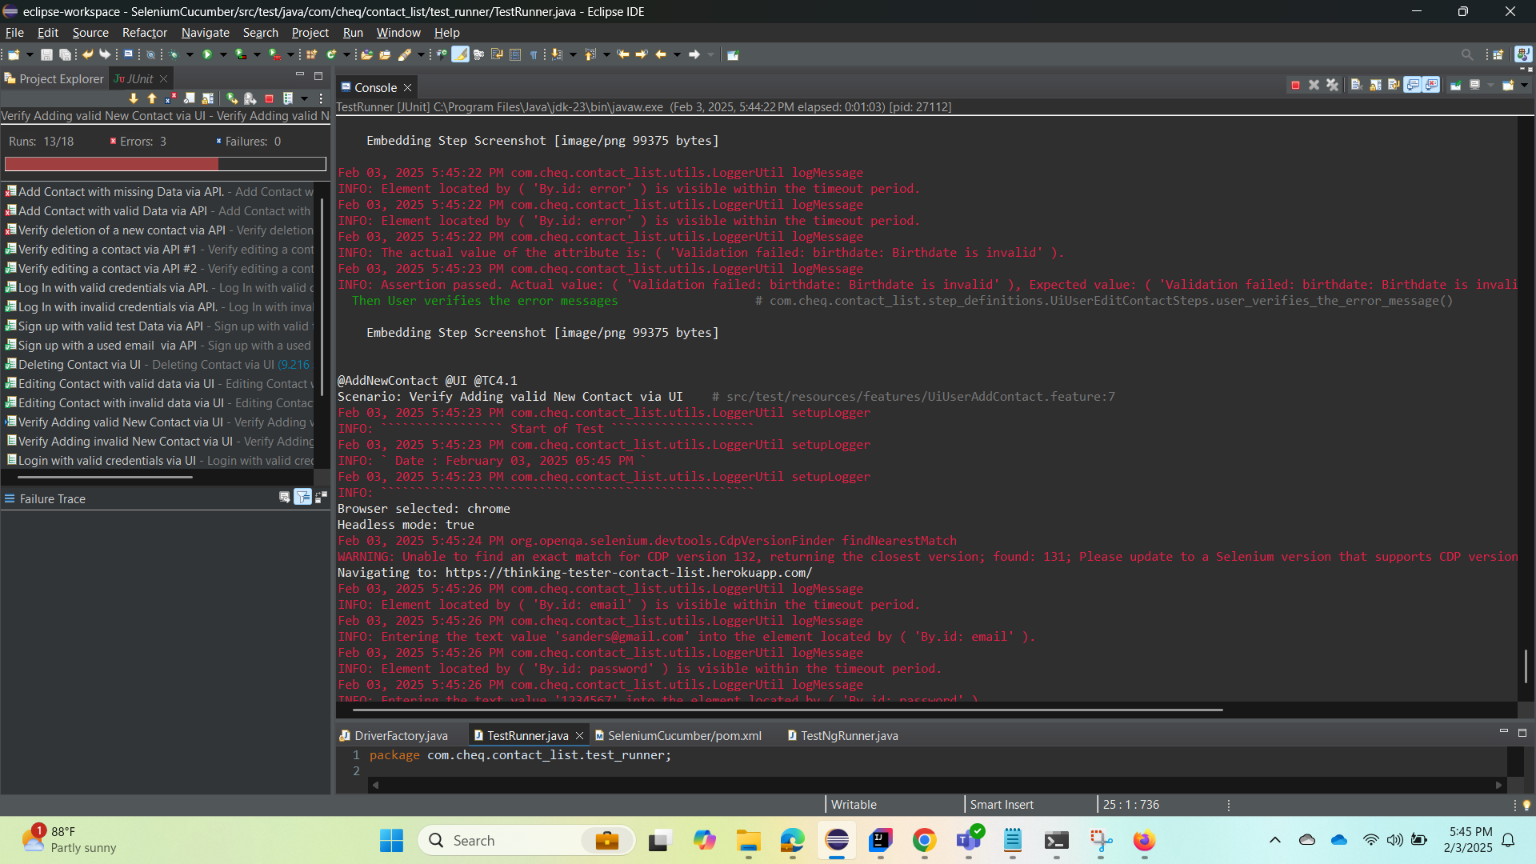 eclipse-workspace - SeleniumCucumber/src/test/java/com/cheq/contact_list/test_runner/TestRunner.java - Eclipse IDE
File Edit Source Refactor Navigate Search Project Run Window Help
Project Explorer JUnit
Verify Adding valid New Contact via UI - Verify Adding valid N
Runs: 13/18 Errors: 3 Failures: 0
Add Contact with missing Data via API. - Add Contact w
Add Contact with valid Data via API - Add Contact with
Verify deletion of a new contact via API - Verify deletion
Verify editing a contact via API #1 - Verify editing a cont
Verify editing a contact via API #2 - Verify editing a cont
Log In with valid credentials via API. - Log In with valid c
Log In with invalid credentials via API. - Log In with inva
Sign up with valid test Data via API - Sign up with valid
Sign up with a used email via API - Sign up with a used
Deleting Contact via UI - Deleting Contact via UI (9.216
Editing Contact with valid data via UI - Editing Contact
Editing Contact with invalid data via UI - Editing Contac
Verify Adding valid New Contact via UI - Verify Adding v
Verify Adding invalid New Contact via UI - Verify Adding
Login with valid credentials via UI - Login with valid cre
Failure Trace
Console
TestRunner [JUnit] C:\Program Files\Java\jdk-23\bin\javaw.exe (Feb 3, 2025, 5:44:22 PM elapsed: 0:01:03) [pid: 27112]
Embedding Step Screenshot [image/png 99375 bytes]
Feb 03, 2025 5:45:22 PM com.cheq.contact_list.utils.LoggerUtil logMessage
INFO: Element located by ( 'By.id: error' ) is visible within the timeout period.
Feb 03, 2025 5:45:22 PM com.cheq.contact_list.utils.LoggerUtil logMessage
INFO: Element located by ( 'By.id: error' ) is visible within the timeout period.
Feb 03, 2025 5:45:22 PM com.cheq.contact_list.utils.LoggerUtil logMessage
INFO: The actual value of the attribute is: ( 'Validation failed: birthdate: Birthdate is invalid' ).
Feb 03, 2025 5:45:23 PM com.cheq.contact_list.utils.LoggerUtil logMessage
INFO: Assertion passed. Actual value: ( 'Validation failed: birthdate: Birthdate is invalid' ), Expected value: ( 'Validation failed: birthdate: Birthdate is invali
Then User verifies the error messages # com.cheq.contact_list.step_definitions.UiUserEditContactSteps.user_verifies_the_error_message()
Embedding Step Screenshot [image/png 99375 bytes]
@AddNewContact @UI @TC4.1
Scenario: Verify Adding valid New Contact via UI # src/test/resources/features/UiUserAddContact.feature:7
Feb 03, 2025 5:45:23 PM com.cheq.contact_list.utils.LoggerUtil setupLogger
INFO: ````````````````` Start of Test ````````````````````
Feb 03, 2025 5:45:23 PM com.cheq.contact_list.utils.LoggerUtil setupLogger
INFO: ` Date : February 03, 2025 05:45 PM `
Feb 03, 2025 5:45:23 PM com.cheq.contact_list.utils.LoggerUtil setupLogger
INFO: ````````````````````````````````````````````````````
Browser selected: chrome
Headless mode: true
Feb 03, 2025 5:45:24 PM org.openqa.selenium.devtools.CdpVersionFinder findNearestMatch
WARNING: Unable to find an exact match for CDP version 132, returning the closest version; found: 131; Please update to a Selenium version that supports CDP version
Navigating to: https://thinking-tester-contact-list.herokuapp.com/
Feb 03, 2025 5:45:26 PM com.cheq.contact_list.utils.LoggerUtil logMessage
INFO: Element located by ( 'By.id: email' ) is visible within the timeout period.
Feb 03, 2025 5:45:26 PM com.cheq.contact_list.utils.LoggerUtil logMessage
INFO: Entering the text value 'sanders@gmail.com' into the element located by ( 'By.id: email' ).
Feb 03, 2025 5:45:26 PM com.cheq.contact_list.utils.LoggerUtil logMessage
INFO: Element located by ( 'By.id: password' ) is visible within the timeout period.
Feb 03, 2025 5:45:26 PM com.cheq.contact_list.utils.LoggerUtil logMessage
INFO: Entering the text value '1234567' into the element located by ( 'By.id: password' )
DriverFactory.java TestRunner.java SeleniumCucumber/pom.xml TestNgRunner.java
1 package com.cheq.contact_list.test_runner;
2
Writable Smart Insert 25 : 1 : 736
1 88°F
Partly sunny
Search
5:45 PM
2/3/2025